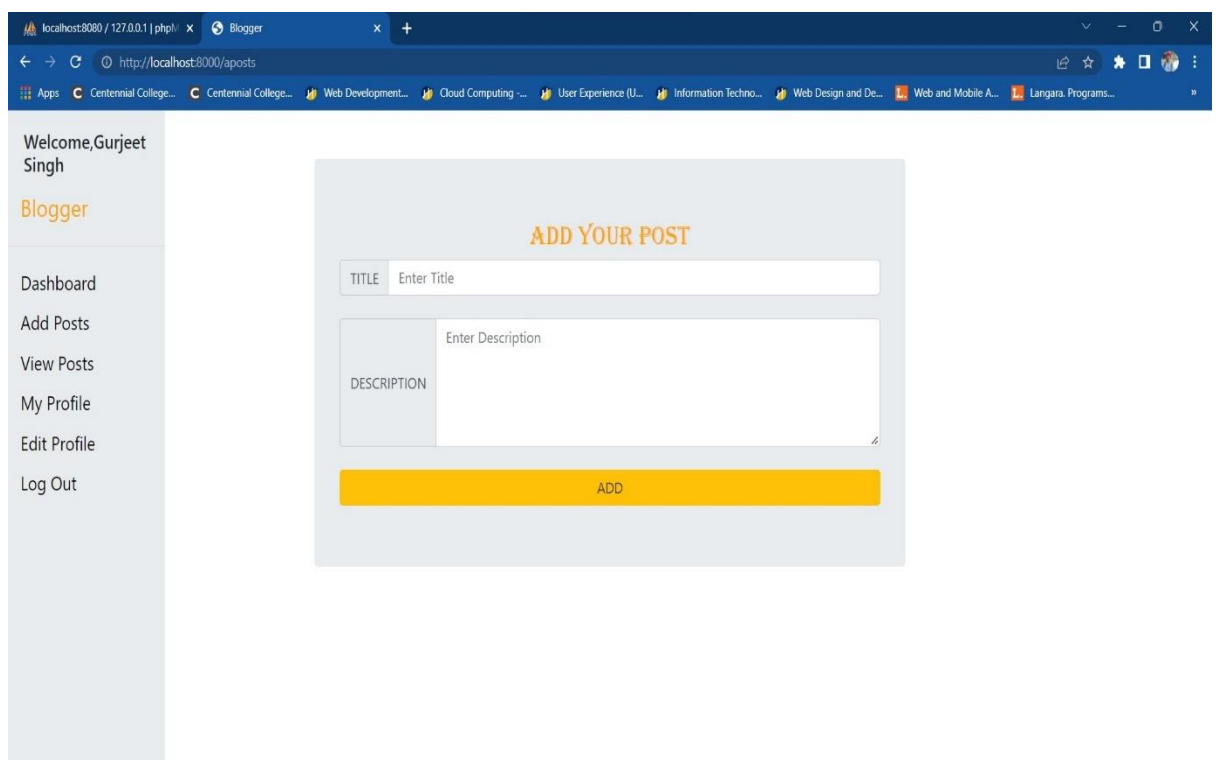 localhost:8080 / 127.0.0.1 | phpM
Blogger
http://localhost:8000/aposts
Apps
Centennial College...
Centennial College...
Web Development...
Cloud Computing -...
User Experience (U...
Information Techno...
Web Design and De...
Web and Mobile A...
Langara. Programs...
Welcome,Gurjeet
Singh
Blogger
Dashboard
Add Posts
View Posts
My Profile
Edit Profile
Log Out
ADD YOUR POST
TITLE
Enter Title
DESCRIPTION
Enter Description
ADD